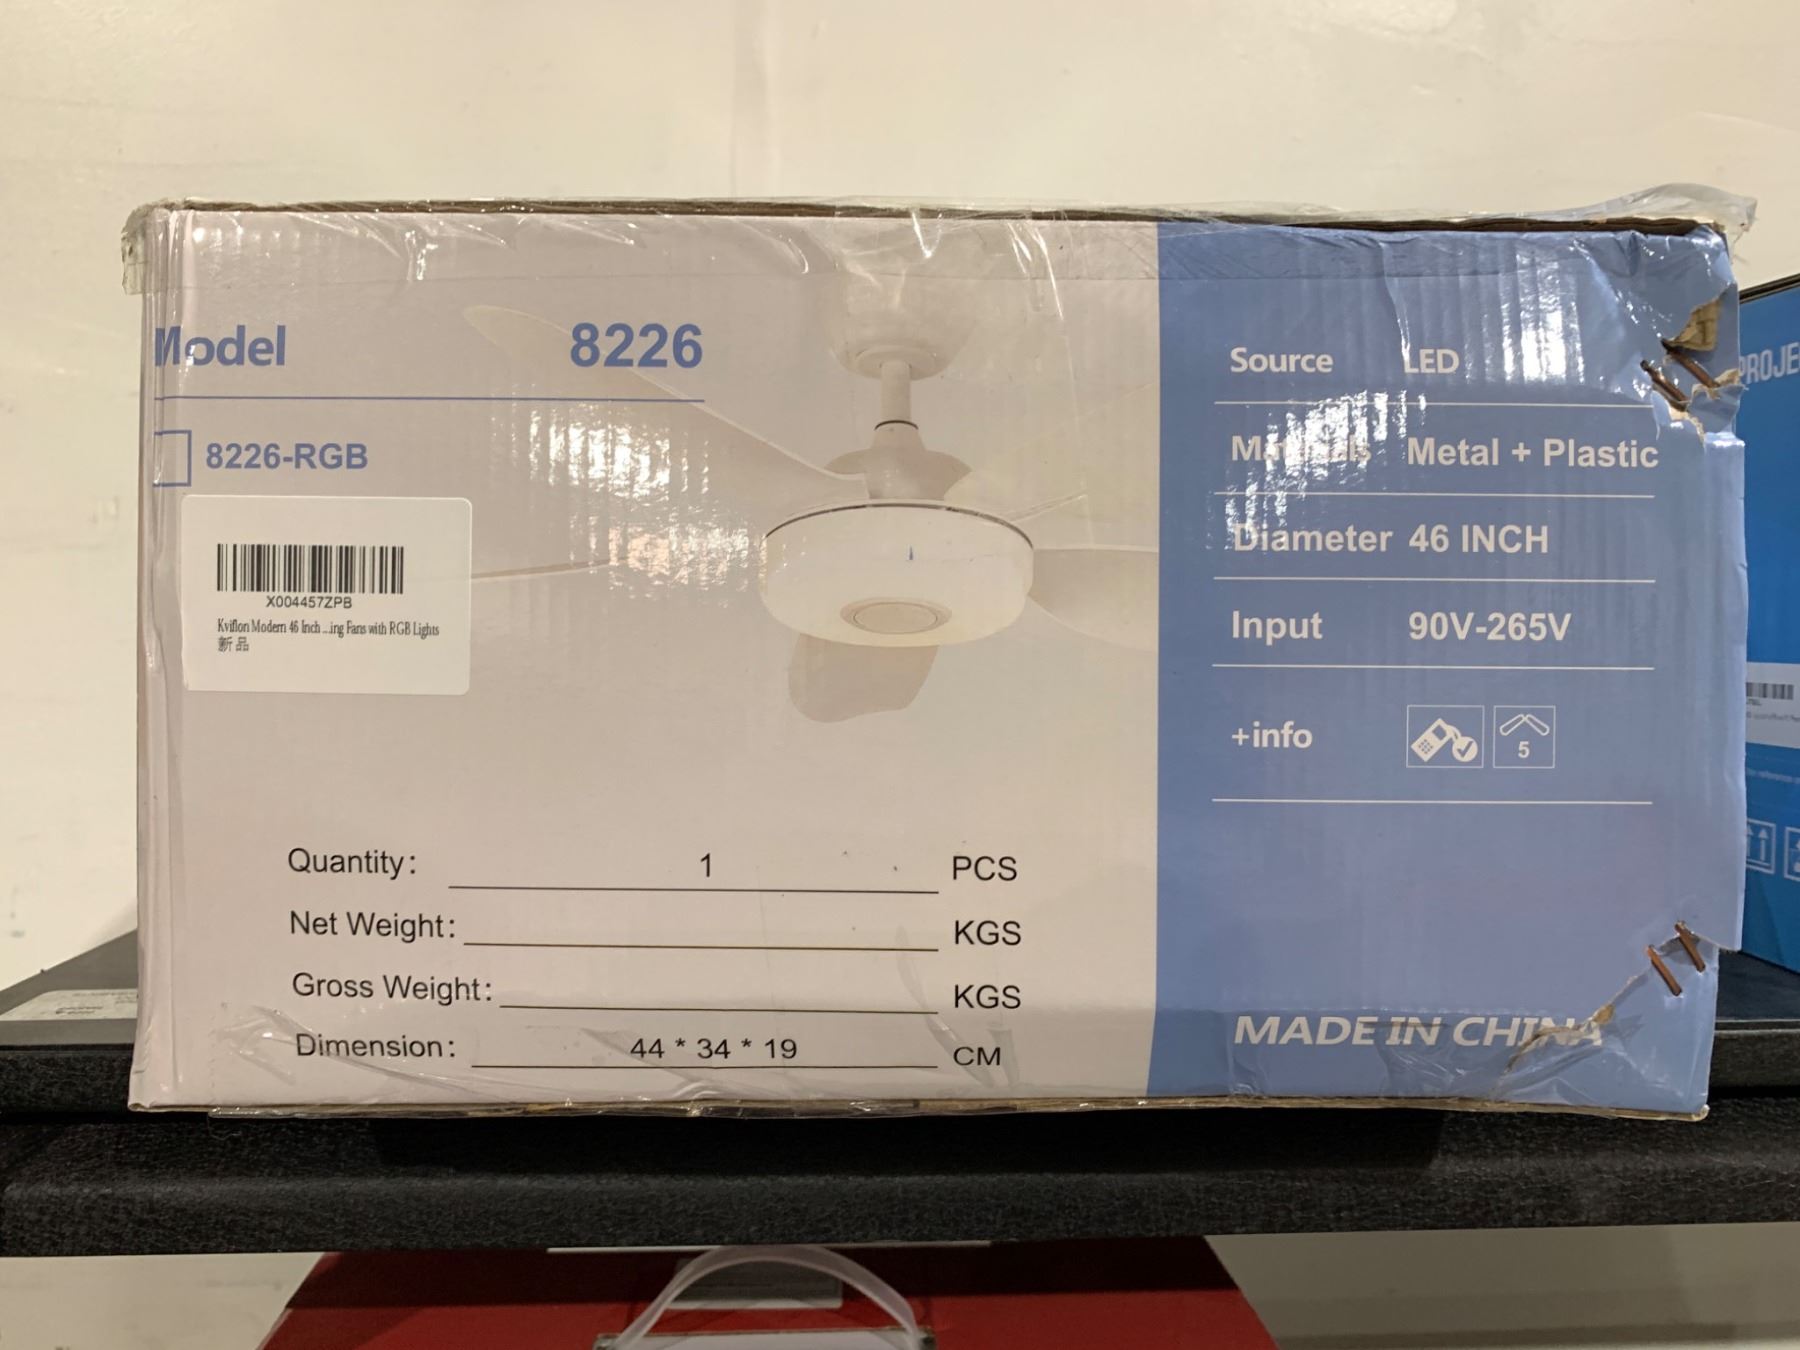 Model 8226
8226-RGB
X004457ZPB
Kviflon Modern 46 Inch ...ing Fans with RGB Lights
新品
Quantity: 1 PCS
Net Weight: KGS
Gross Weight: KGS
Dimension: 44 * 34 * 19 CM
Source LED
Materials Metal + Plastic
Diameter 46 INCH
Input 90V-265V
+info
5
MADE IN CHINA
PROJE